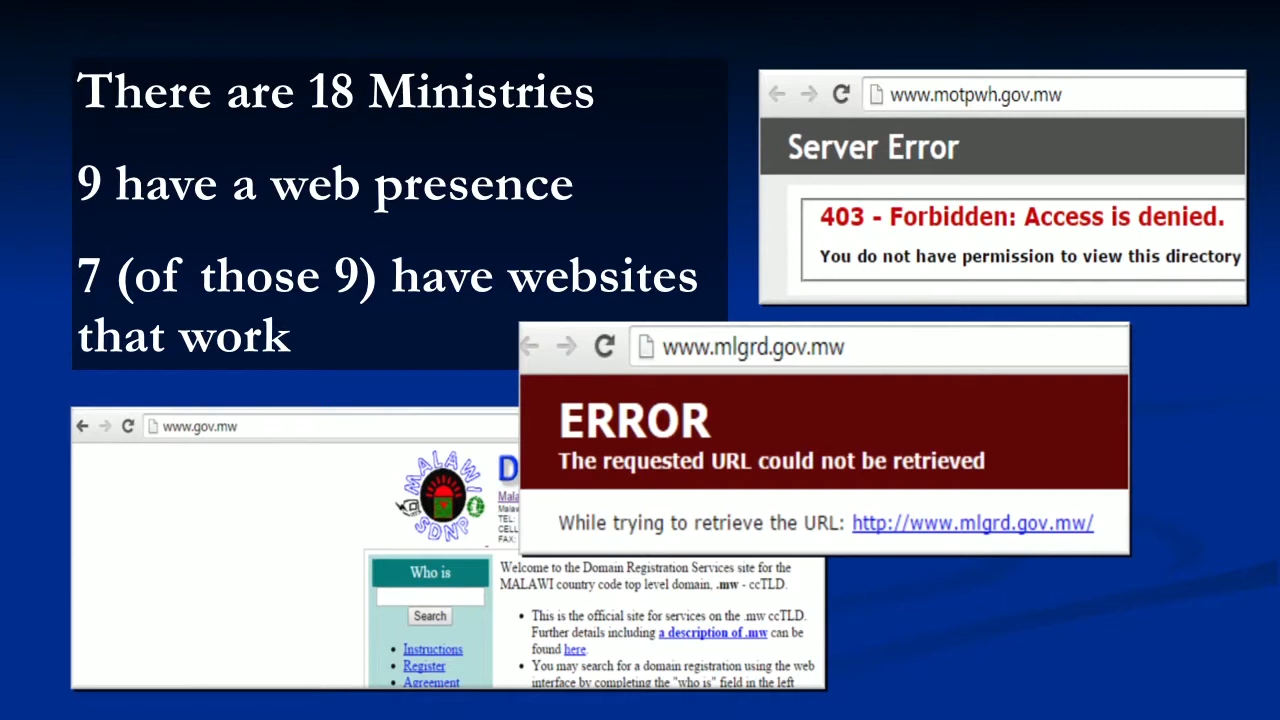 There are 18 Ministries
9 have a web presence
7 (of those 9) have websites
that work
www.motpwh.gov.mw
Server Error
403 - Forbidden: Access is denied.
You do not have permission to view this directory
www.mlgrd.gov.mw
ERROR
The requested URL could not be retrieved
While trying to retrieve the URL: http://www.mlgrd.gov.mw/
www.gov.mw
MALAWI
SDNP
D
Mala
Malaw
TEL:
CELL
FAX:
Who is
Search
Instructions
Register
Agreement
Welcome to the Domain Registration Services site for the
MALAWI country code top level domain, .mw - ccTLD.
This is the official site for services on the .mw ccTLD.
Further details including a description of .mw can be
found here.
You may search for a domain registration using the web
interface by completing the "who is" field in the left